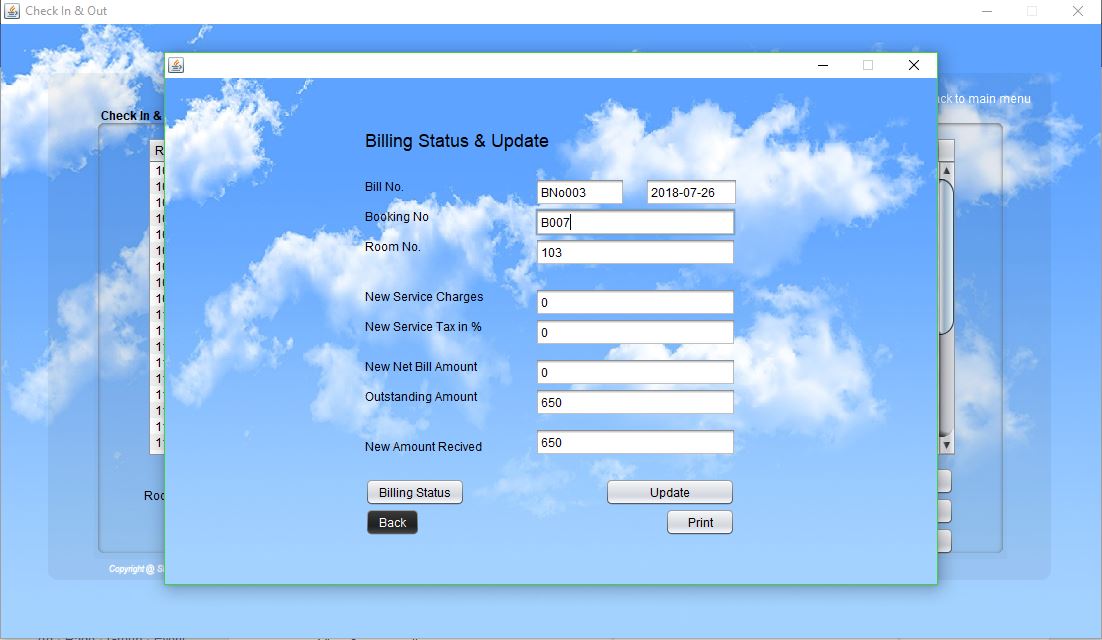 Check In & Out
ack to main menu
Check In &
Billing Status & Update
Bill No. BNo003 2018-07-26
Booking No B007
Room No. 103
New Service Charges 0
New Service Tax in % 0
New Net Bill Amount 0
Outstanding Amount 650
New Amount Recived 650
Billing Status Update
Back Print
Roo
Copyright @ S